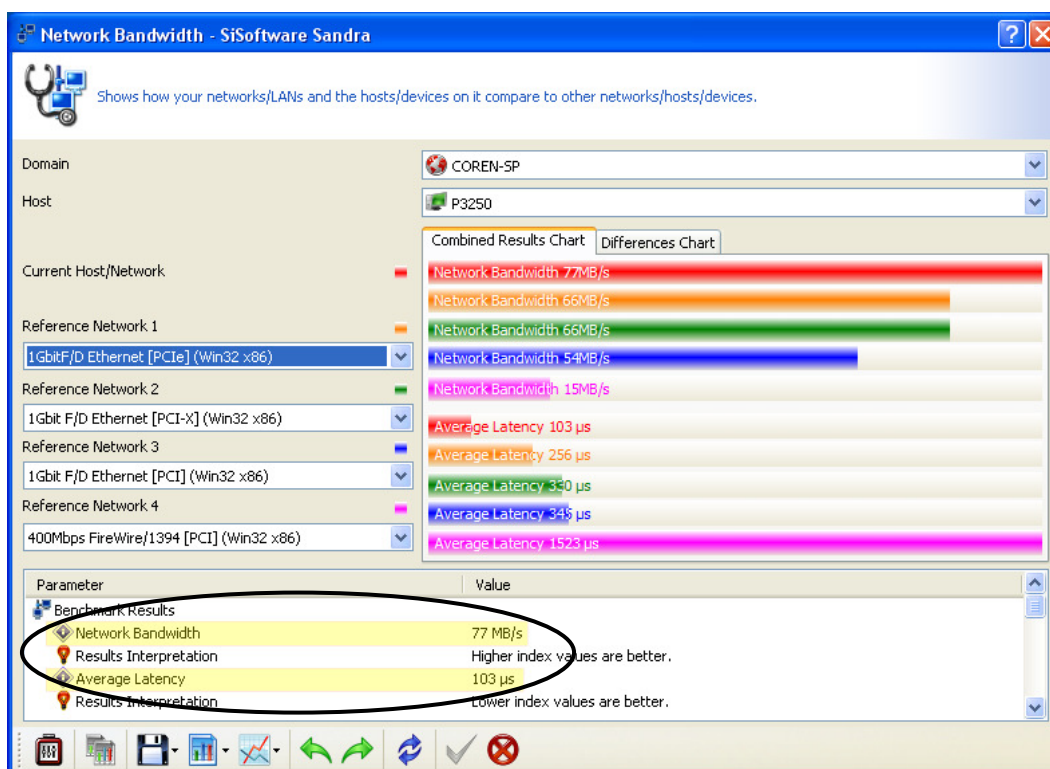 Network Bandwidth - SiSoftware Sandra
Shows how your networks/LANs and the hosts/devices on it compare to other networks/hosts/devices.
Domain
COREN-SP
Host
P3250
Combined Results Chart
Differences Chart
Current Host/Network
Network Bandwidth 77MB/s
Network Bandwidth 66MB/s
Reference Network 1
Network Bandwidth 66MB/s
1GbitF/D Ethernet [PCIe] (Win32 x86)
Network Bandwidth 54MB/s
Reference Network 2
Network Bandwidth 15MB/s
1Gbit F/D Ethernet [PCI-X] (Win32 x86)
Average Latency 103 µs
Reference Network 3
Average Latency 256 µs
1Gbit F/D Ethernet [PCI] (Win32 x86)
Average Latency 330 µs
Reference Network 4
Average Latency 345 µs
400Mbps FireWire/1394 [PCI] (Win32 x86)
Average Latency 1523 µs
Parameter
Value
Benchmark Results
Network Bandwidth
77 MB/s
Results Interpretation
Higher index values are better.
Average Latency
103 µs
Results Interpretation
Lower index values are better.